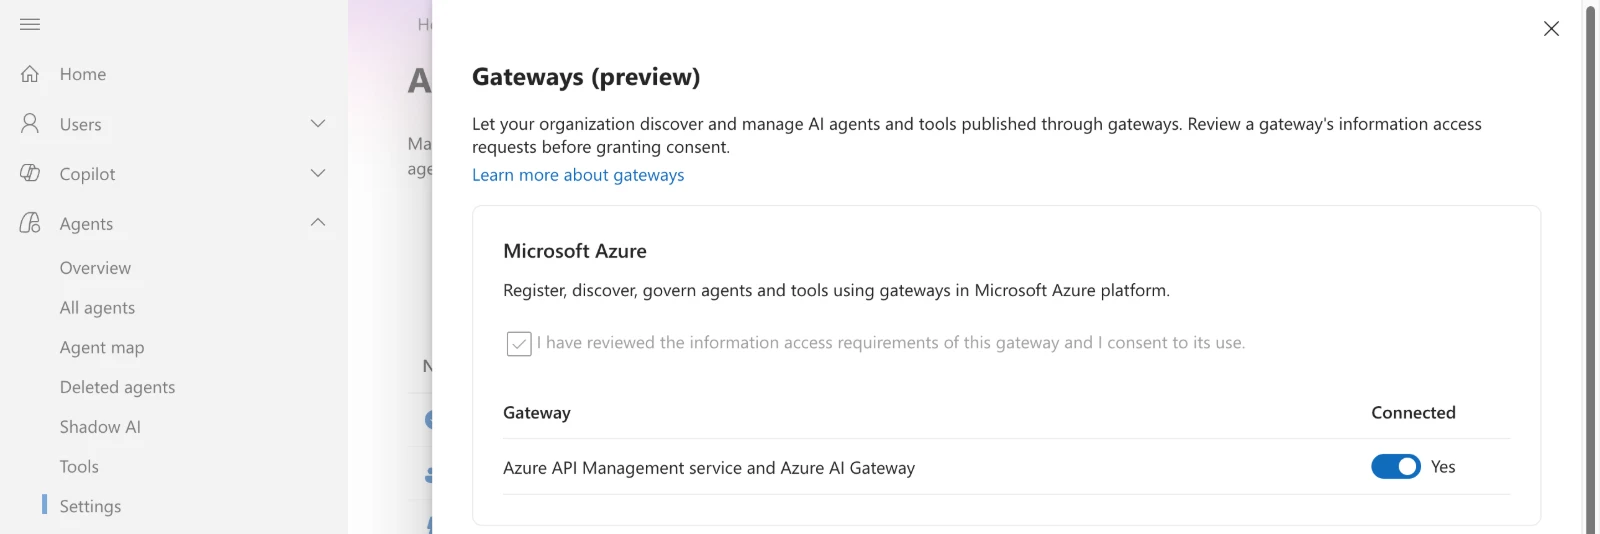 Home
Users
Copilot
Agents
Overview
All agents
Agent map
Deleted agents
Shadow AI
Tools
Settings
Gateways (preview)
Let your organization discover and manage AI agents and tools published through gateways. Review a gateway's information access
requests before granting consent.
Learn more about gateways
Microsoft Azure
Register, discover, govern agents and tools using gateways in Microsoft Azure platform.
I have reviewed the information access requirements of this gateway and I consent to its use.
Gateway Connected
Azure API Management service and Azure AI Gateway Yes